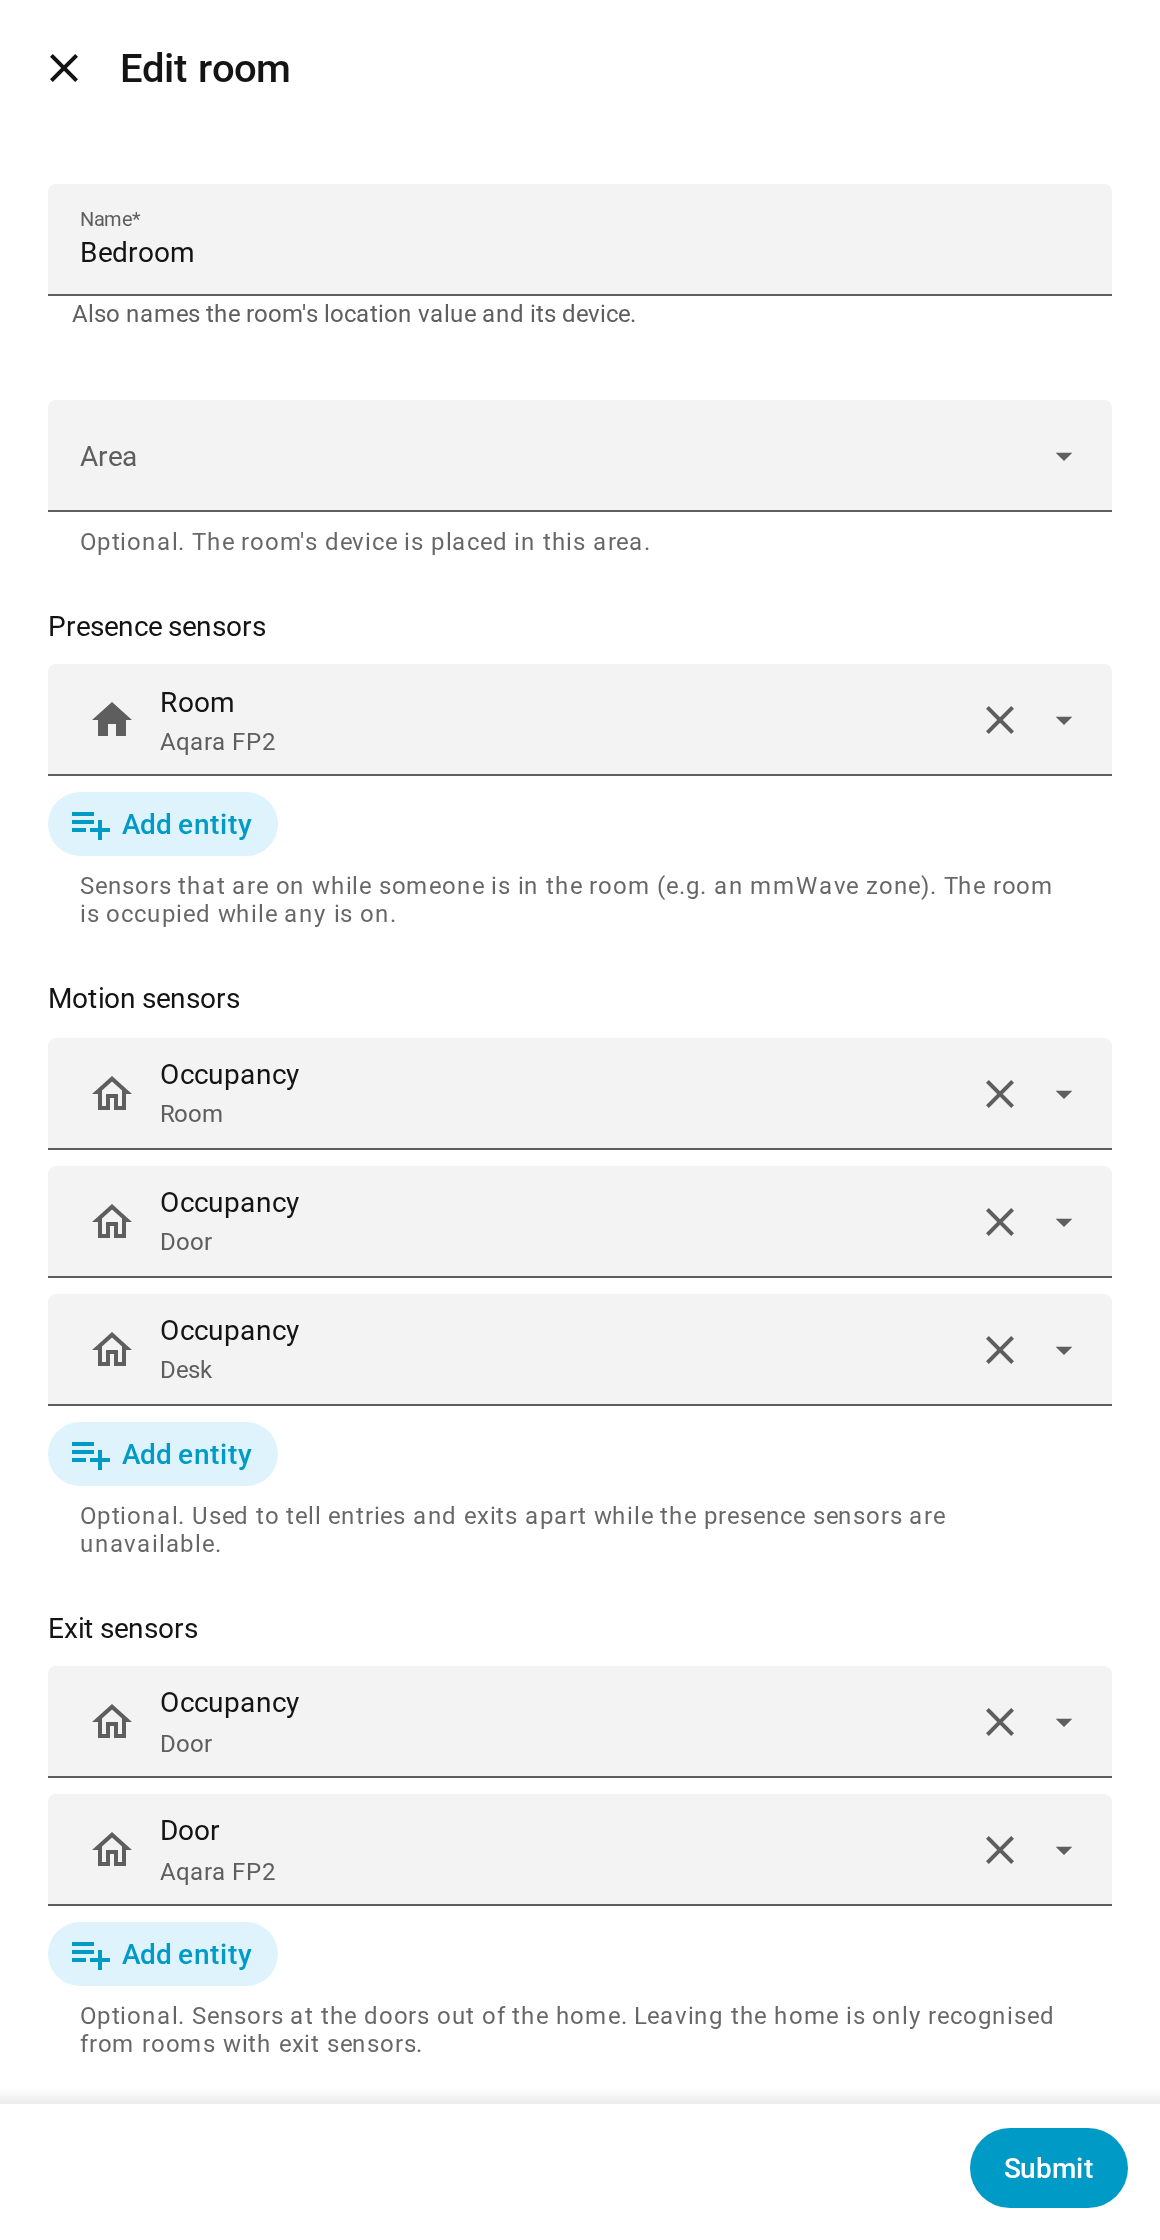 Edit room
Name*
Bedroom
Also names the room's location value and its device.
Area
Optional. The room's device is placed in this area.
Presence sensors
Room
Aqara FP2
Add entity
Sensors that are on while someone is in the room (e.g. an mmWave zone). The room
is occupied while any is on.
Motion sensors
Occupancy
Room
Occupancy
Door
Occupancy
Desk
Add entity
Optional. Used to tell entries and exits apart while the presence sensors are
unavailable.
Exit sensors
Occupancy
Door
Door
Aqara FP2
Add entity
Optional. Sensors at the doors out of the home. Leaving the home is only recognised
from rooms with exit sensors.
Submit